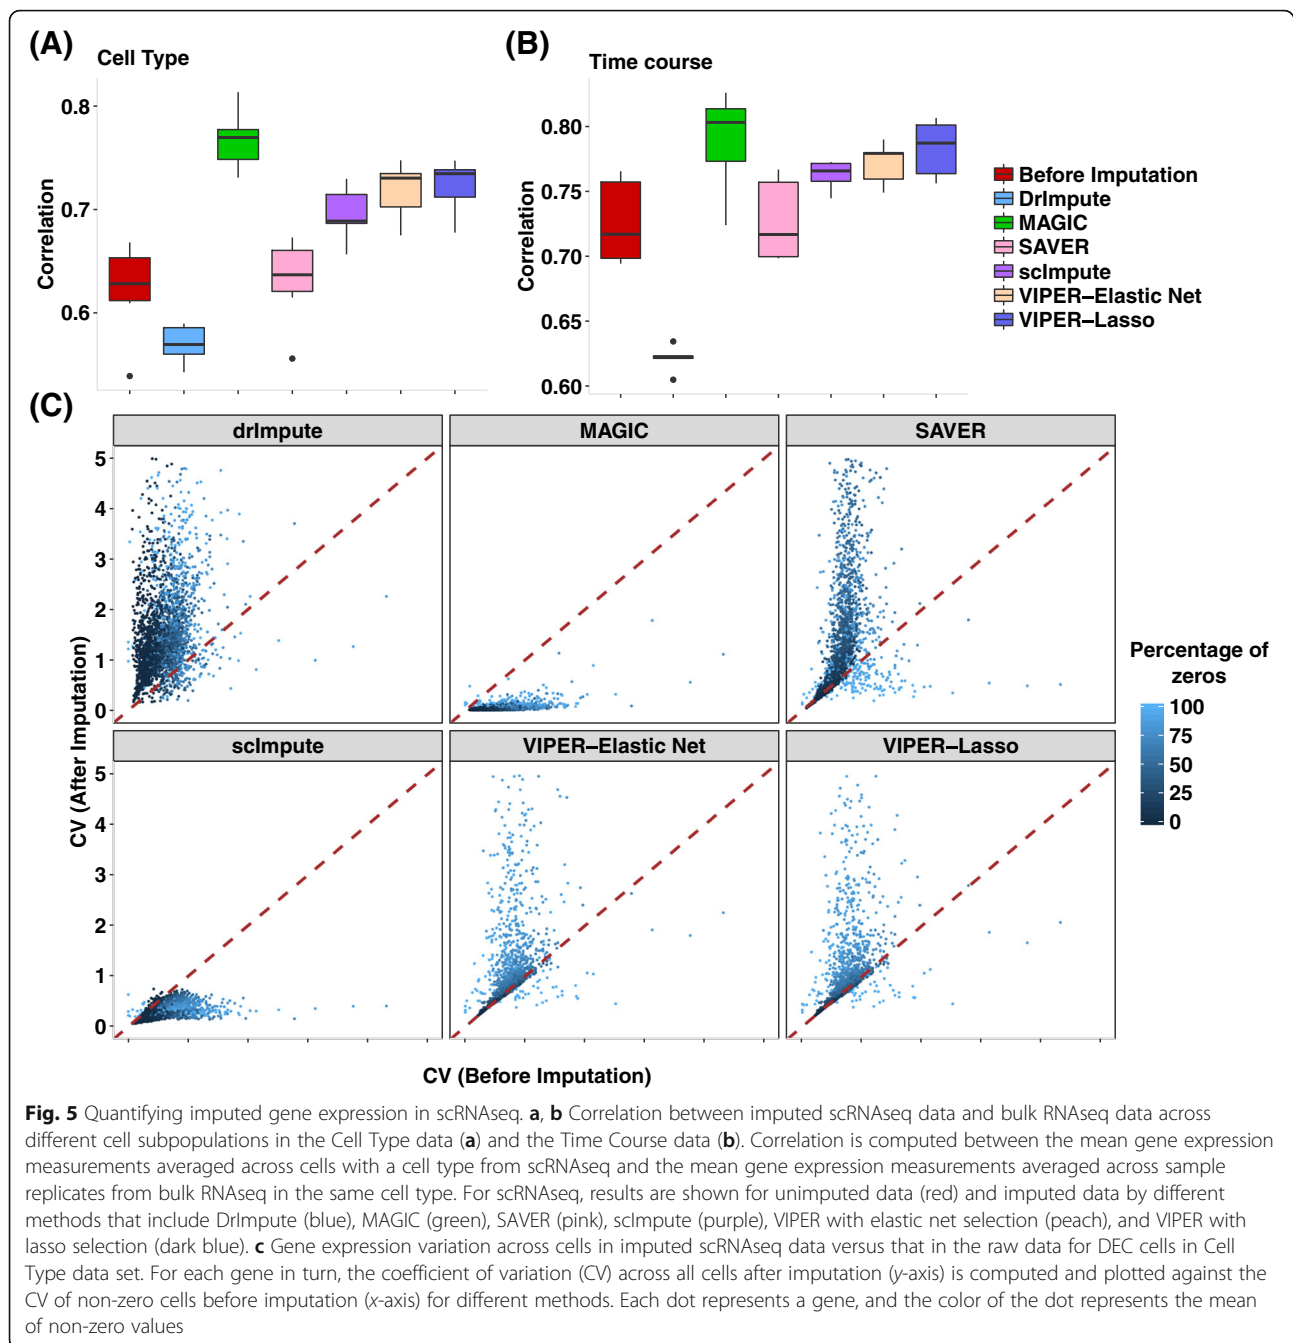 (A)
Cell Type
Correlation
0.8
0.7
0.6
(B)
Time course
Correlation
0.80
0.75
0.70
0.65
0.60
Before Imputation
DrImpute
MAGIC
SAVER
scImpute
VIPER–Elastic Net
VIPER–Lasso
(C)
drImpute
MAGIC
SAVER
5
4
3
2
1
0
scImpute
VIPER–Elastic Net
VIPER–Lasso
5
4
3
2
1
0
CV (After Imputation)
CV (Before Imputation)
Percentage of
zeros
100
75
50
25
0
Fig. 5 Quantifying imputed gene expression in scRNAseq. a, b Correlation between imputed scRNAseq data and bulk RNAseq data across
different cell subpopulations in the Cell Type data (a) and the Time Course data (b). Correlation is computed between the mean gene expression
measurements averaged across cells with a cell type from scRNAseq and the mean gene expression measurements averaged across sample
replicates from bulk RNAseq in the same cell type. For scRNAseq, results are shown for unimputed data (red) and imputed data by different
methods that include DrImpute (blue), MAGIC (green), SAVER (pink), scImpute (purple), VIPER with elastic net selection (peach), and VIPER with
lasso selection (dark blue). c Gene expression variation across cells in imputed scRNAseq data versus that in the raw data for DEC cells in Cell
Type data set. For each gene in turn, the coefficient of variation (CV) across all cells after imputation (y-axis) is computed and plotted against the
CV of non-zero cells before imputation (x-axis) for different methods. Each dot represents a gene, and the color of the dot represents the mean
of non-zero values